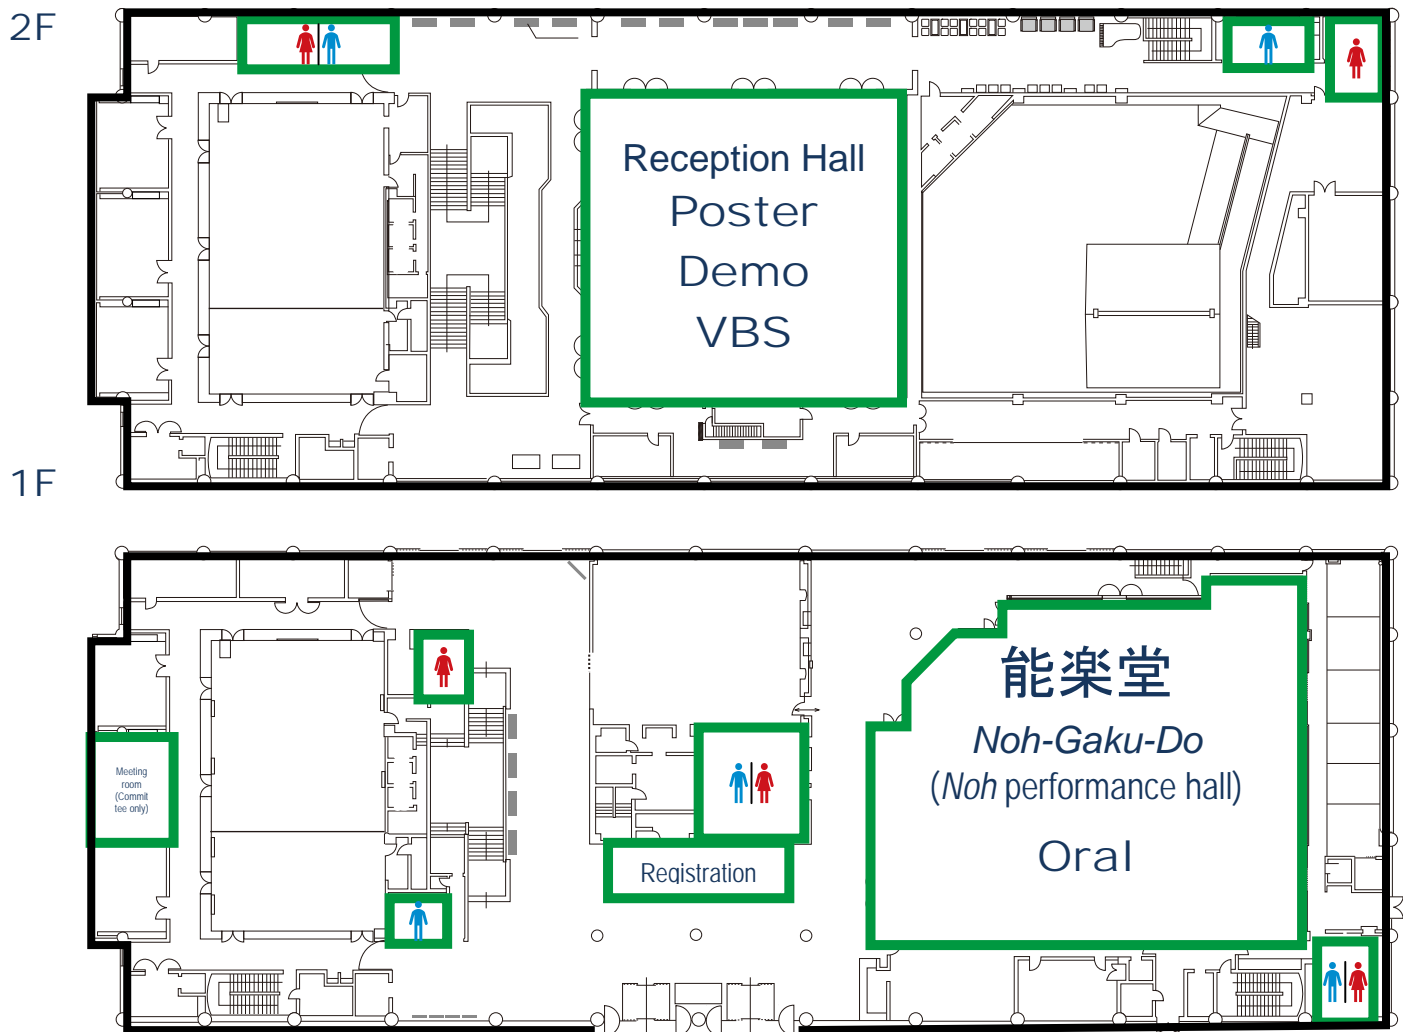 2F
Reception Hall
Poster
Demo
VBS
1F
能楽堂
Noh-Gaku-Do
(Noh performance hall)
Oral
Meeting
room
(Commit
tee only)
Registration